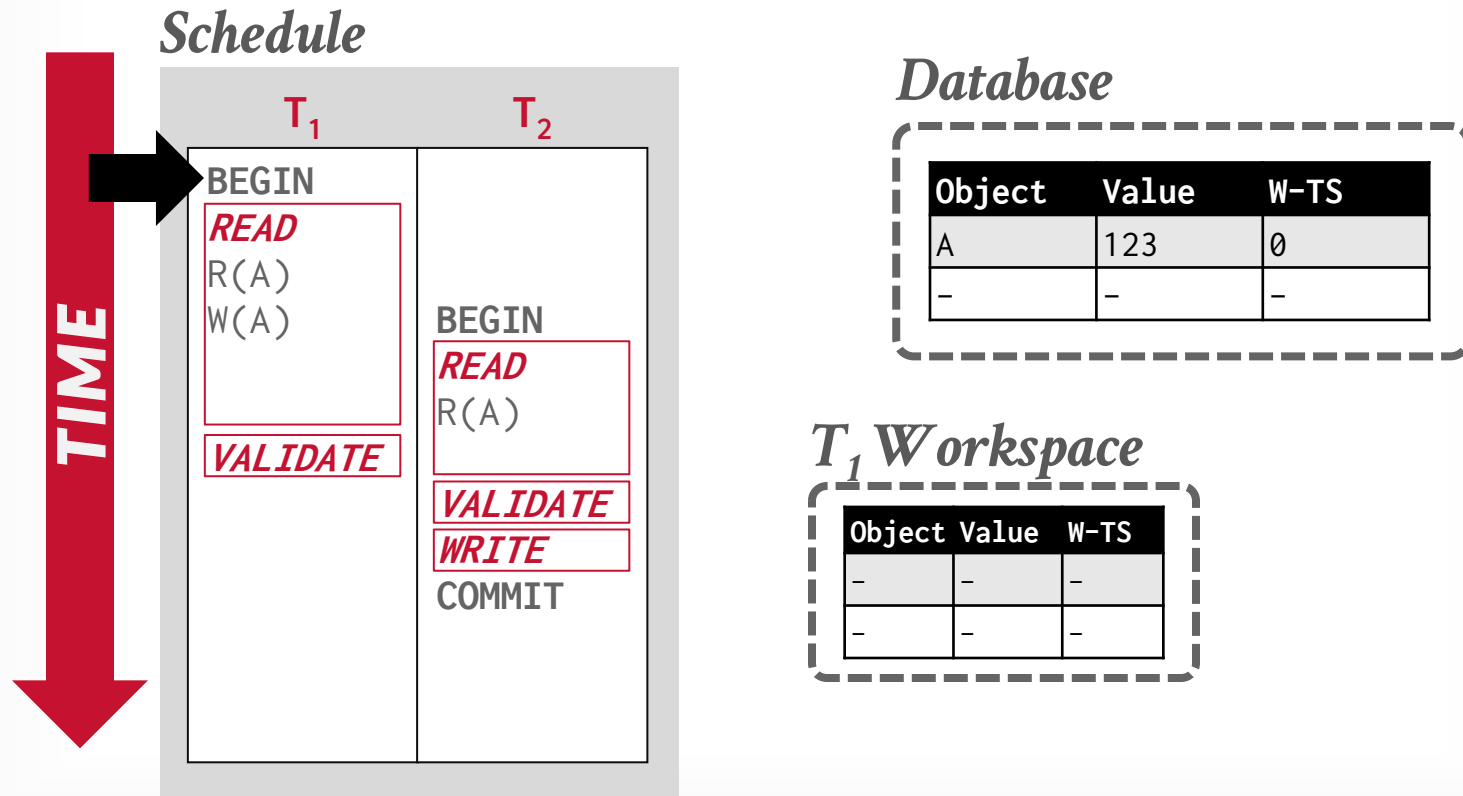 Schedule
TIME
T1 T2
BEGIN
READ
R(A)
W(A)
VALIDATE
BEGIN
READ
R(A)
VALIDATE
WRITE
COMMIT
Database
Object Value W-TS
A 123 0
– – –
T1 Workspace
Object Value W-TS
– – –
– – –